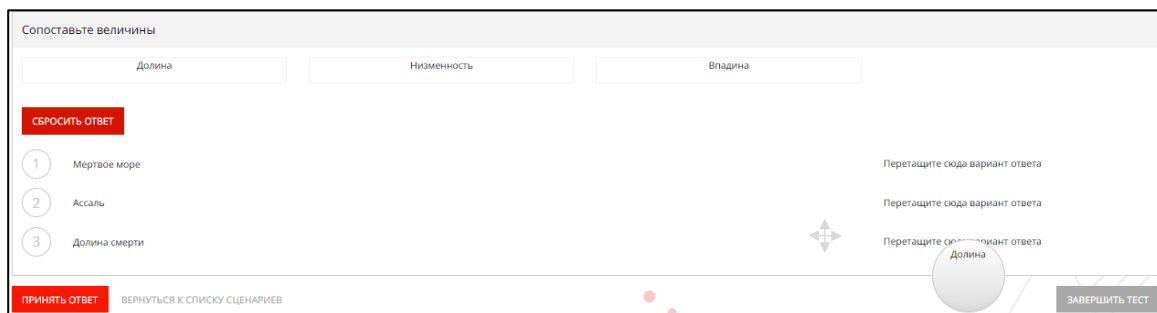 Сопоставьте величины
Долина Низменность Впадина
СБРОСИТЬ ОТВЕТ
1 Мертвое море Перетащите сюда вариант ответа
2 Ассаль Перетащите сюда вариант ответа
3 Долина смерти Перетащите сюда вариант ответа
Долина
ПРИНЯТЬ ОТВЕТ ВЕРНУТЬСЯ К СПИСКУ СЦЕНАРИЕВ ЗАВЕРШИТЬ ТЕСТ